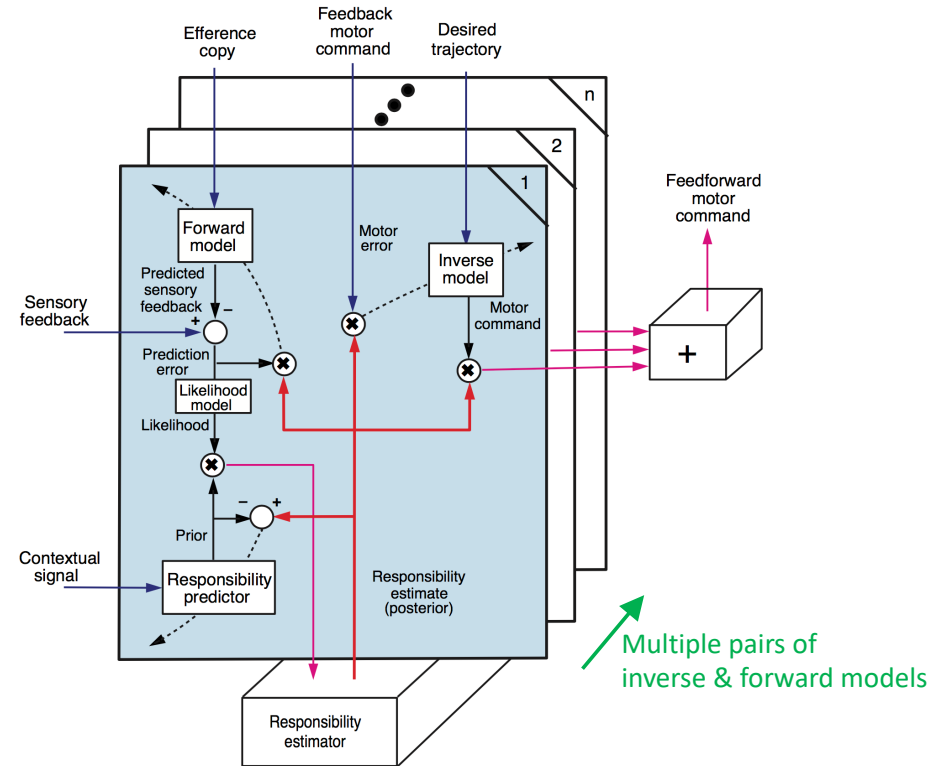 Efference
copy
Feedback
motor
command
Desired
trajectory
n
2
1
Feedforward
motor
command
Forward
model
Motor
error
Inverse
model
Predicted
sensory
feedback
−
+
Sensory
feedback
Motor
command
+
Prediction
error
Likelihood
model
Likelihood
− +
Prior
Contextual
signal
Responsibility
predictor
Responsibility
estimate
(posterior)
Multiple pairs of
inverse & forward models
Responsibility
estimator